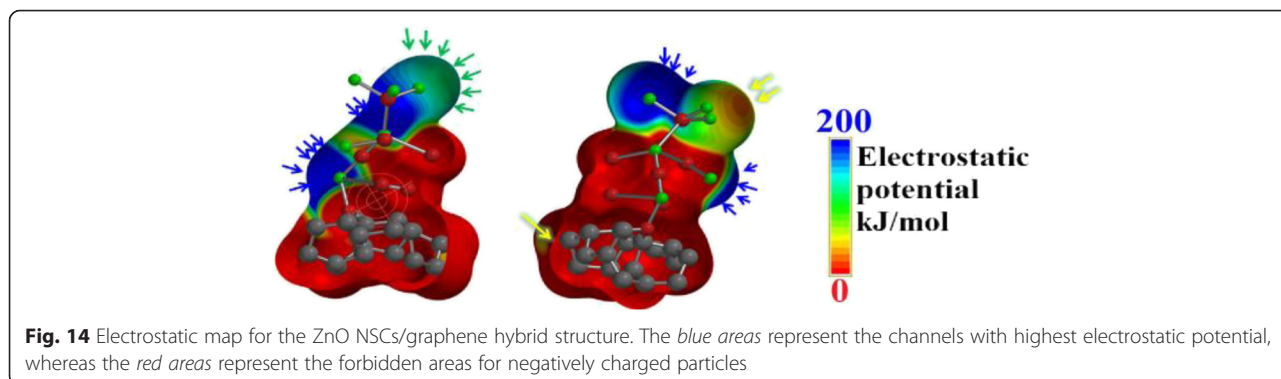 200
Electrostatic
potential
kJ/mol
0
Fig. 14 Electrostatic map for the ZnO NSCs/graphene hybrid structure. The blue areas represent the channels with highest electrostatic potential,
whereas the red areas represent the forbidden areas for negatively charged particles